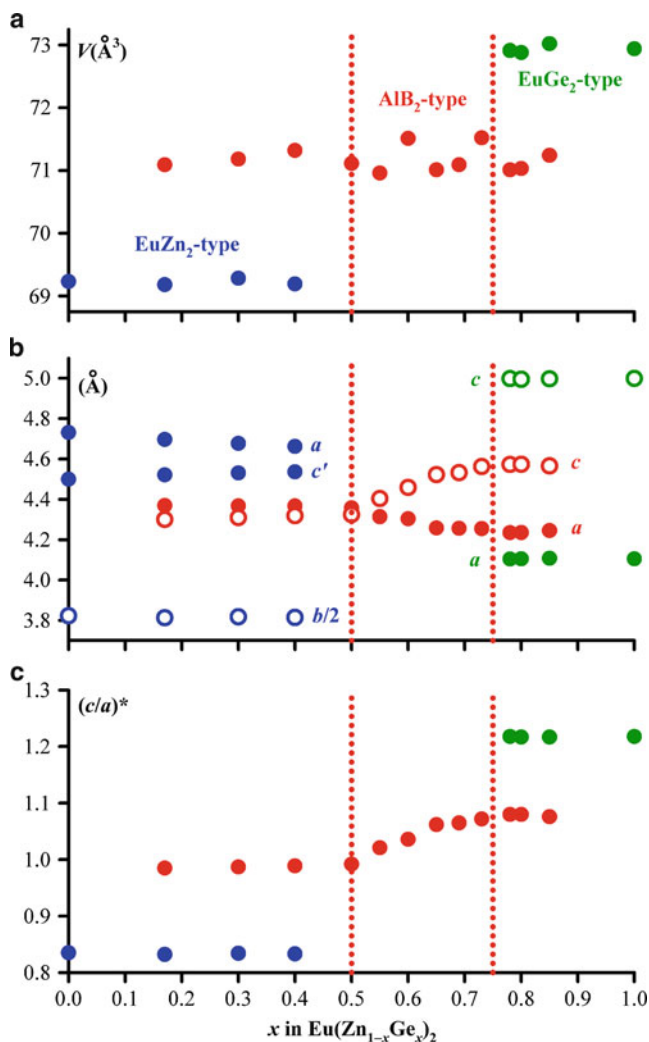 a
V(Å³)
73
72
71
70
69
EuGe₂-type
AlB₂-type
EuZn₂-type
b
(Å)
5.0
4.8
4.6
4.4
4.2
4.0
3.8
a
c'
b/2
c
c
a
a
c
(c/a)*
1.3
1.2
1.1
1.0
0.9
0.8
0.0 0.1 0.2 0.3 0.4 0.5 0.6 0.7 0.8 0.9 1.0
x in Eu(Zn₁₋ₓGeₓ)₂